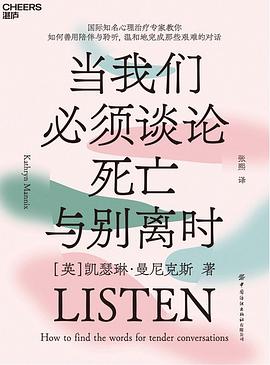 CHEERS
湛庐
国际知名心理治疗专家教你
如何善用陪伴与聆听，温和地完成那些艰难的对话
当我们
必须谈论
死亡
与别离时
Kathryn Mannix
张熙 译
[英]凯瑟琳·曼尼克斯 著
LISTEN
How to find the words for tender conversations